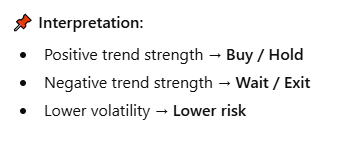 📌 Interpretation:
• Positive trend strength → Buy / Hold
• Negative trend strength → Wait / Exit
• Lower volatility → Lower risk